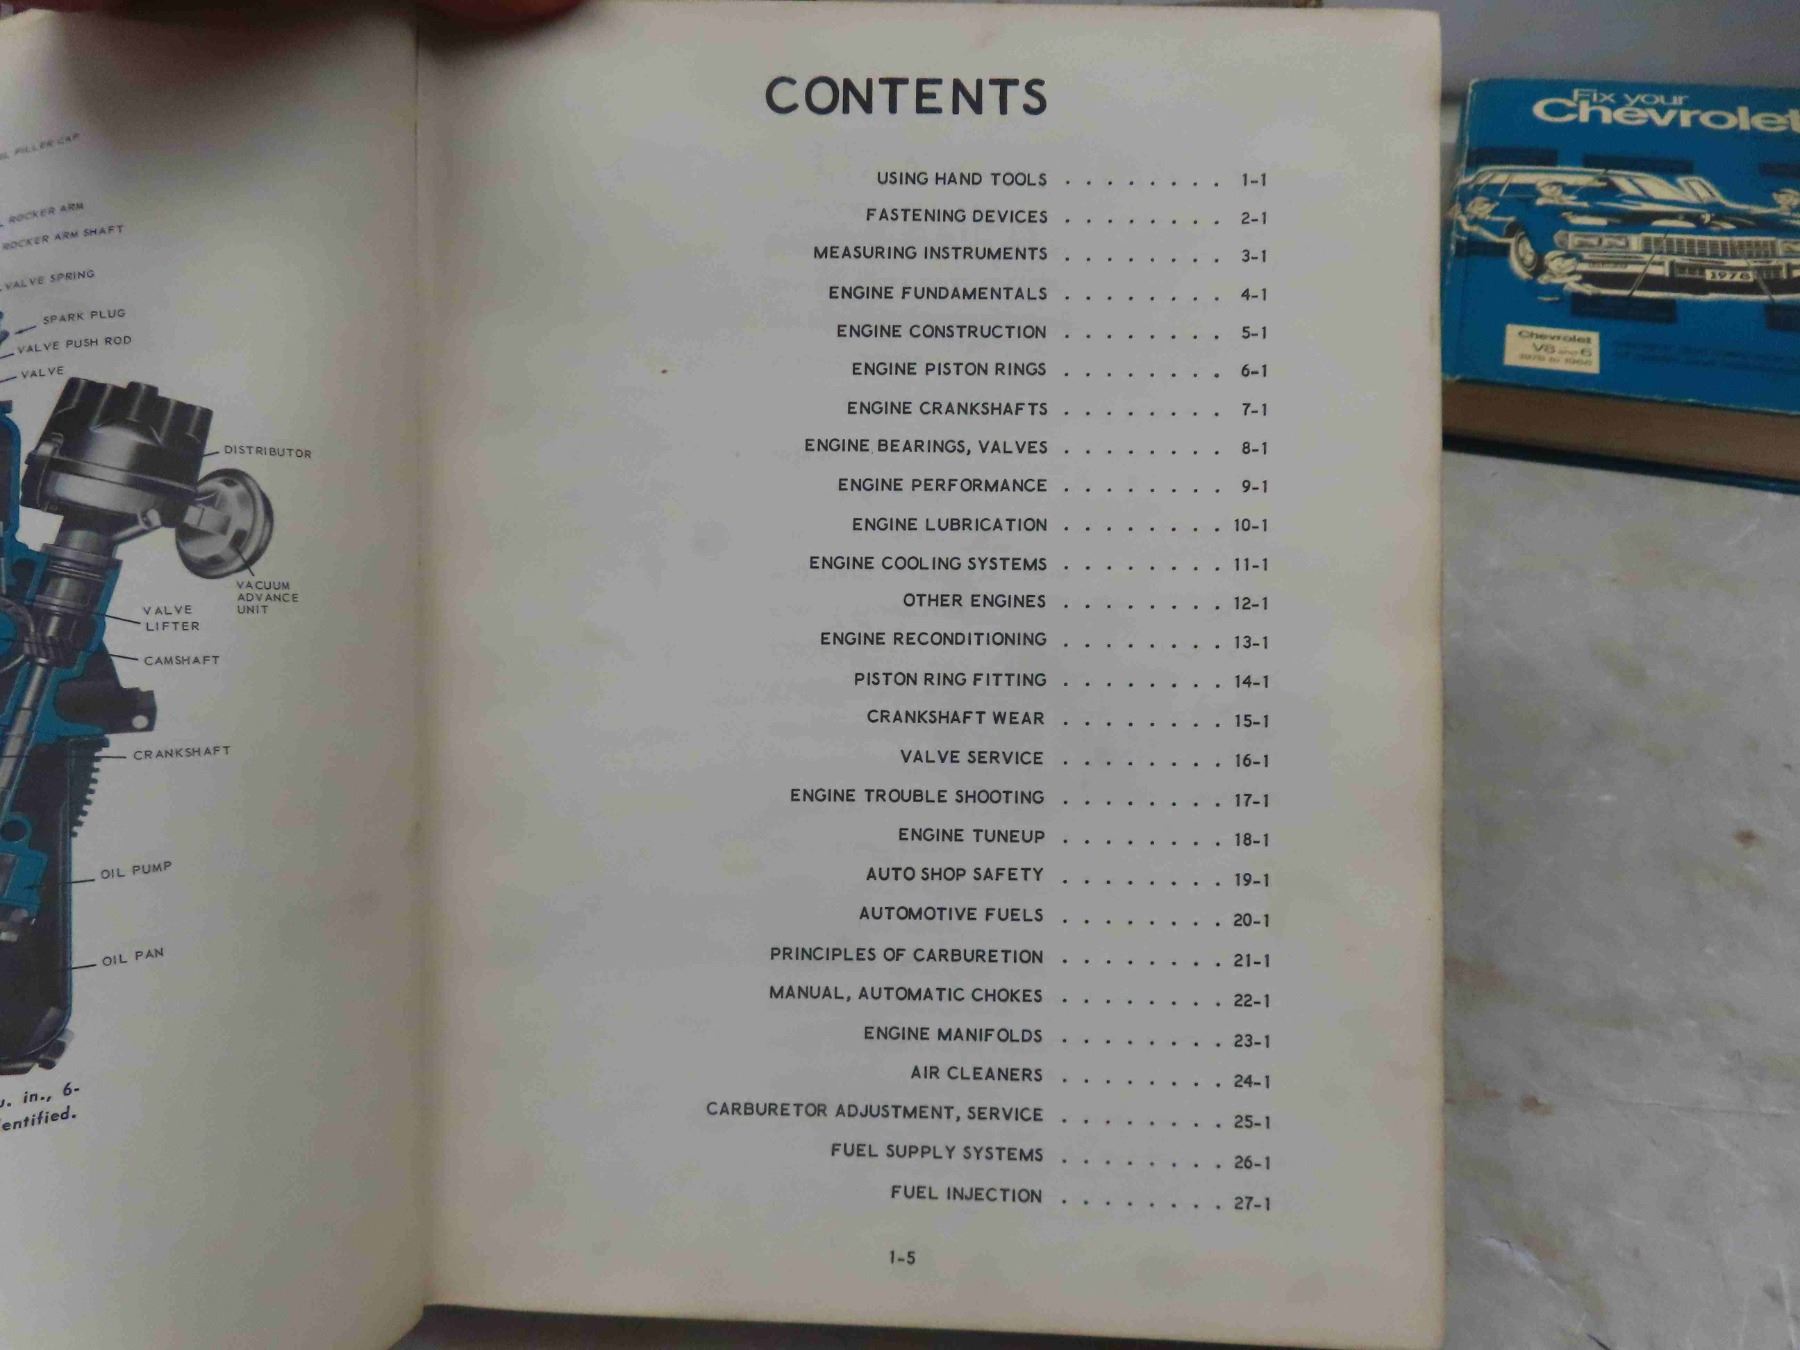 ROCKER ARM
ROCKER ARM SHAFT
VALVE SPRING
SPARK PLUG
VALVE PUSH ROD
VALVE
DISTRIBUTOR
VACUUM
ADVANCE
UNIT
VALVE
LIFTER
CAMSHAFT
CRANKSHAFT
OIL PUMP
OIL PAN
in., 6-
entified.
CONTENTS
USING HAND TOOLS . . . . . . . . 1-1
FASTENING DEVICES . . . . . . . . 2-1
MEASURING INSTRUMENTS . . . . . . . . 3-1
ENGINE FUNDAMENTALS . . . . . . . . 4-1
ENGINE CONSTRUCTION . . . . . . . . 5-1
ENGINE PISTON RINGS . . . . . . . . 6-1
ENGINE CRANKSHAFTS . . . . . . . . 7-1
ENGINE BEARINGS, VALVES . . . . . . . . 8-1
ENGINE PERFORMANCE . . . . . . . . 9-1
ENGINE LUBRICATION . . . . . . . . 10-1
ENGINE COOLING SYSTEMS . . . . . . . . 11-1
OTHER ENGINES . . . . . . . . 12-1
ENGINE RECONDITIONING . . . . . . . . 13-1
PISTON RING FITTING . . . . . . . . 14-1
CRANKSHAFT WEAR . . . . . . . . 15-1
VALVE SERVICE . . . . . . . . 16-1
ENGINE TROUBLE SHOOTING . . . . . . . . 17-1
ENGINE TUNEUP . . . . . . . . 18-1
AUTO SHOP SAFETY . . . . . . . . 19-1
AUTOMOTIVE FUELS . . . . . . . . 20-1
PRINCIPLES OF CARBURETION . . . . . . . . 21-1
MANUAL, AUTOMATIC CHOKES . . . . . . . . 22-1
ENGINE MANIFOLDS . . . . . . . . 23-1
AIR CLEANERS . . . . . . . . 24-1
CARBURETOR ADJUSTMENT, SERVICE . . . . . . . . 25-1
FUEL SUPPLY SYSTEMS . . . . . . . . 26-1
FUEL INJECTION . . . . . . . . 27-1
1-5
Fix your
Chevrolet
1978
Chevrolet
V8 and 6
1978 to 1968